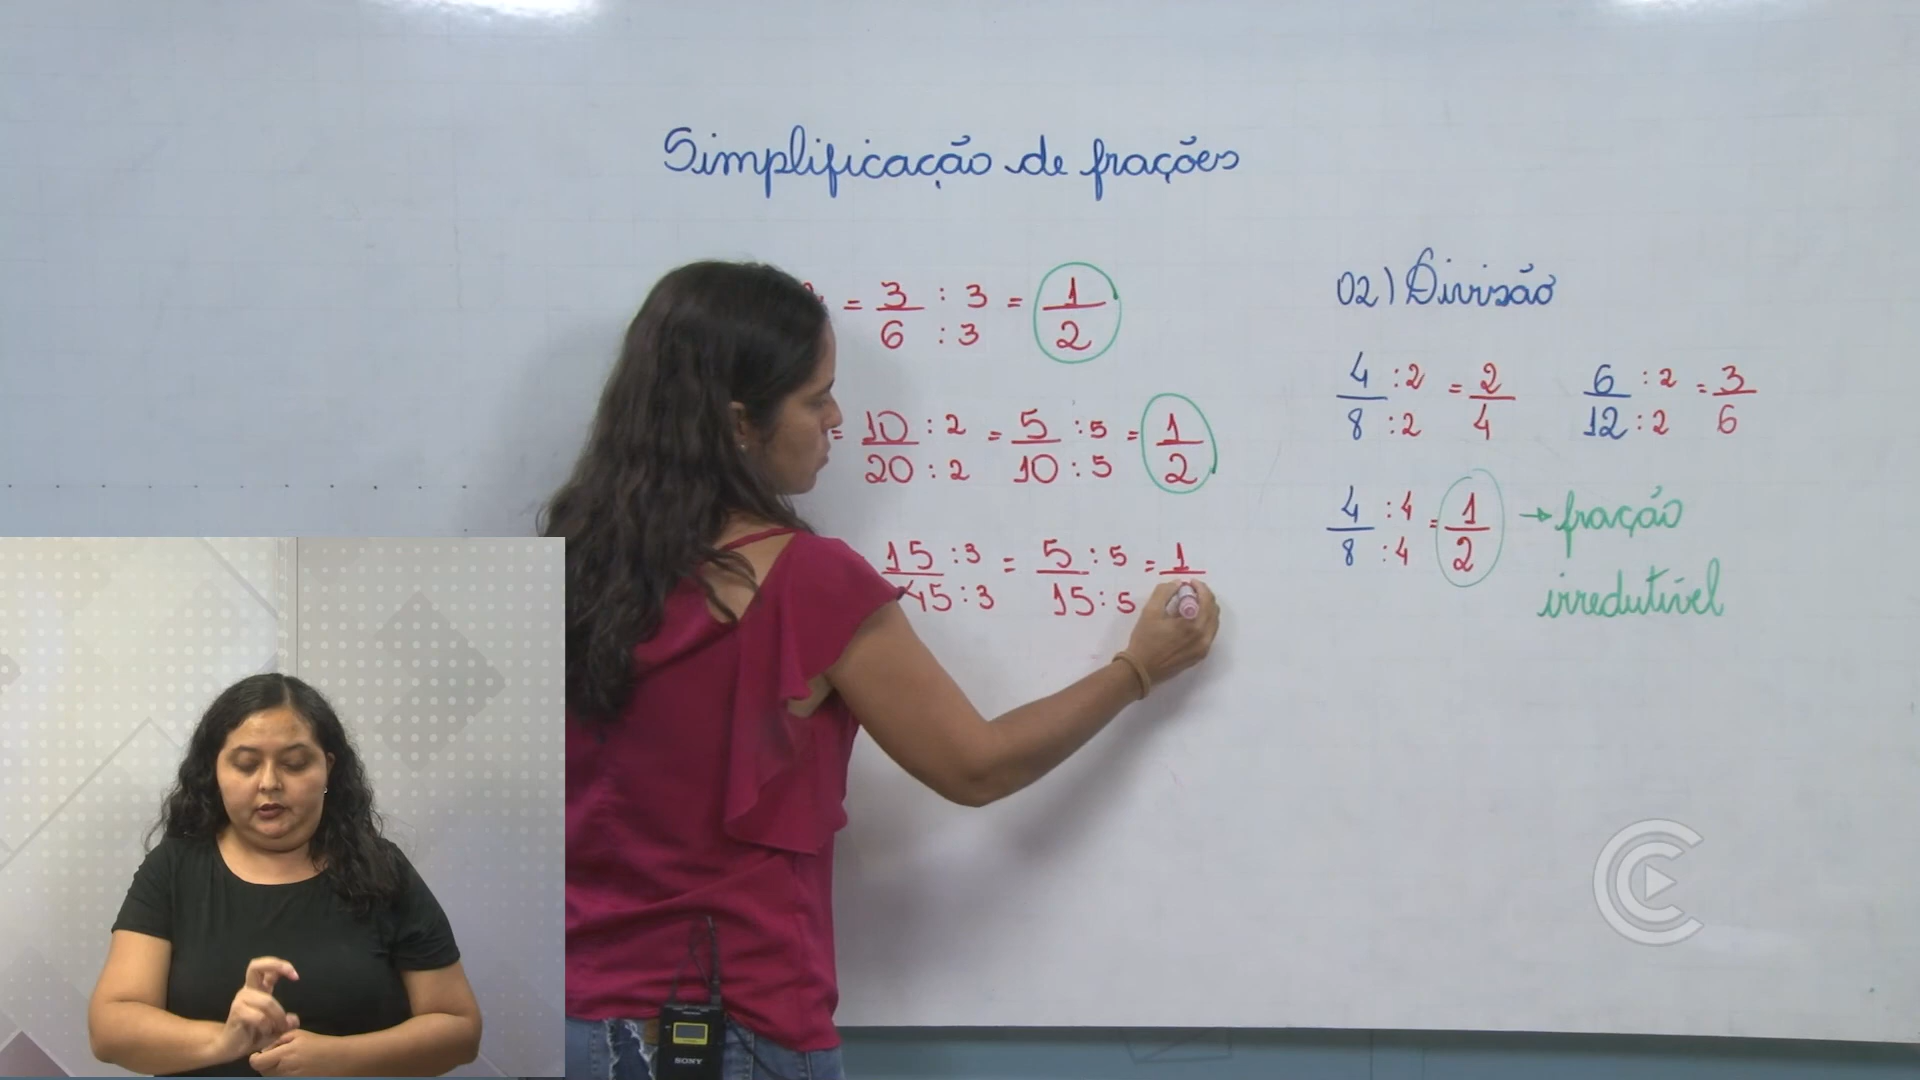 Simplificação de frações
= 3/6 : 3/: 3 = 1/2
= 10/20 : 2/: 2 = 5/10 : 5/: 5 = 1/2
15/45 : 3/: 3 = 5/15 : 5/: 5 = 1/
02) Divisão
4/8 : 2/: 2 = 2/4
6/12 : 2/: 2 = 3/6
4/8 : 4/: 4 = 1/2 → fração
irredutível
SONY